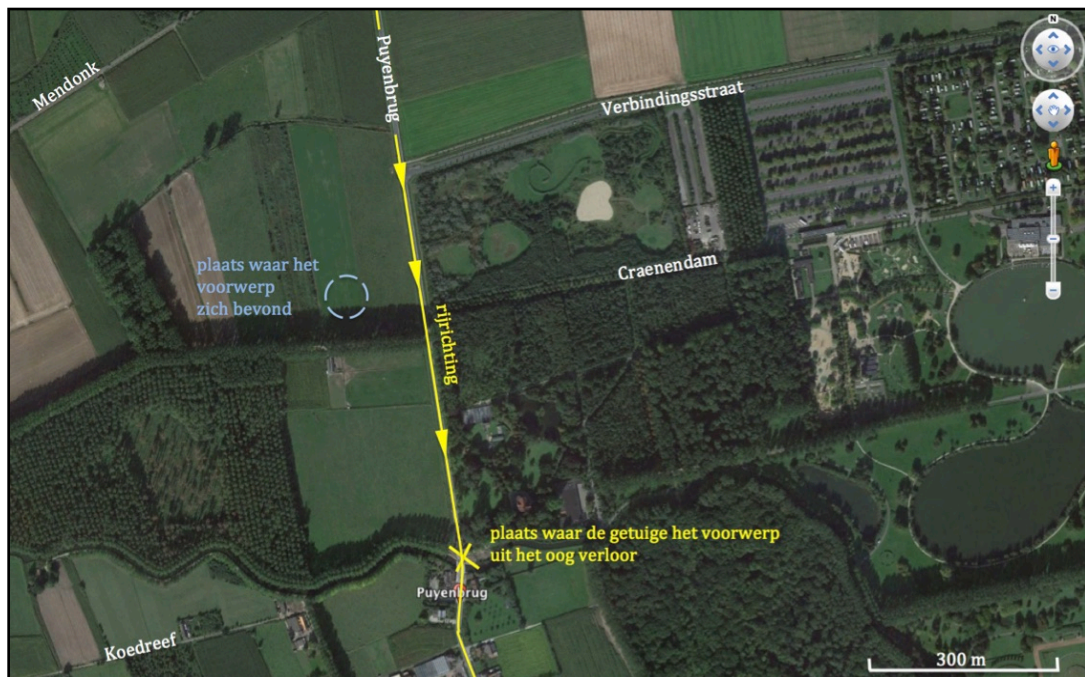 Mendonk
Puyenbrug
Verbindingsstraat
N
plaats waar het
voorwerp
zich bevond
Craenendam
rijrichting
plaats waar de getuige het voorwerp
uit het oog verloor
Puyenbrug
Koedreef
300 m